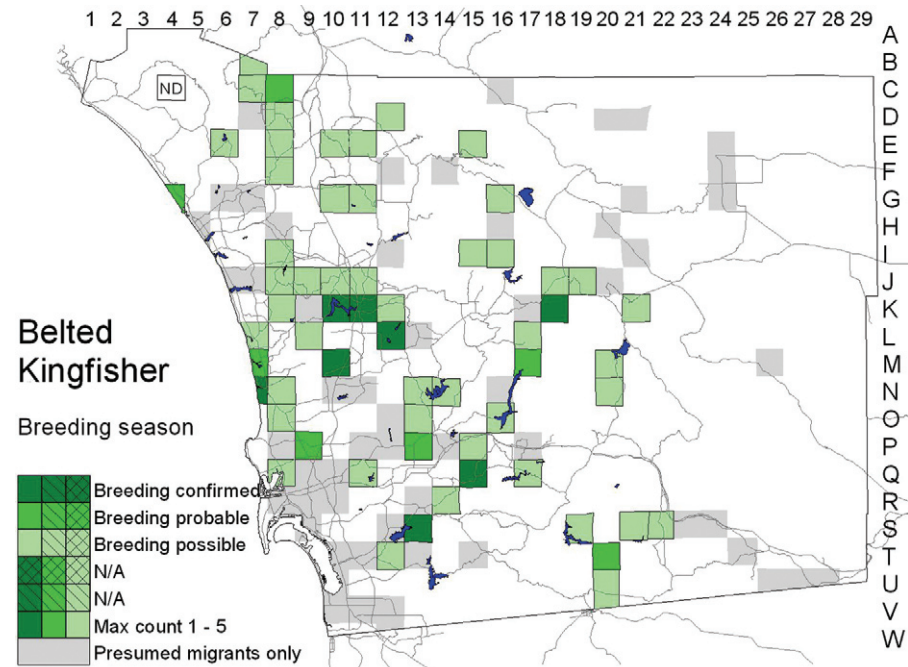 1 2 3 4 5 6 7 8 9 10 11 12 13 14 15 16 17 18 19 20 21 22 23 24 25 26 27 28 29
A
B
C
D
E
F
G
H
I
J
K
L
M
N
O
P
Q
R
S
T
U
V
W
ND
Belted
Kingfisher
Breeding season
Breeding confirmed
Breeding probable
Breeding possible
N/A
N/A
Max count 1 - 5
Presumed migrants only